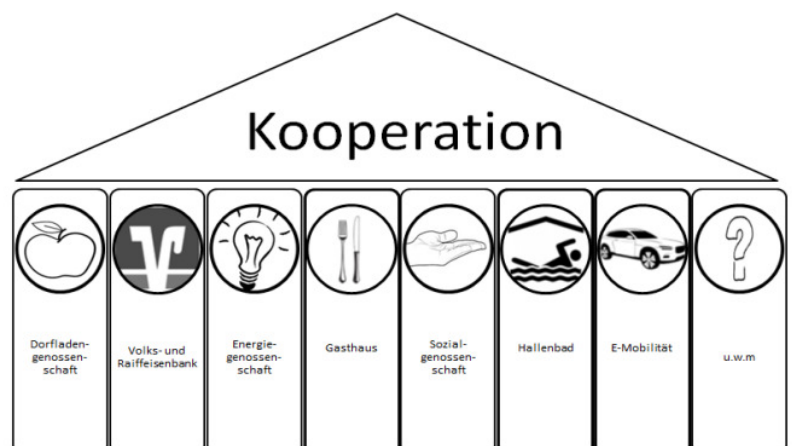 Kooperation
Dorfladen-
genossen-
schaft
Volks- und
Raiffeisenbank
Energie-
genossen-
schaft
Gasthaus
Sozial-
genossen-
schaft
Hallenbad
E-Mobilität
?
u.w.m